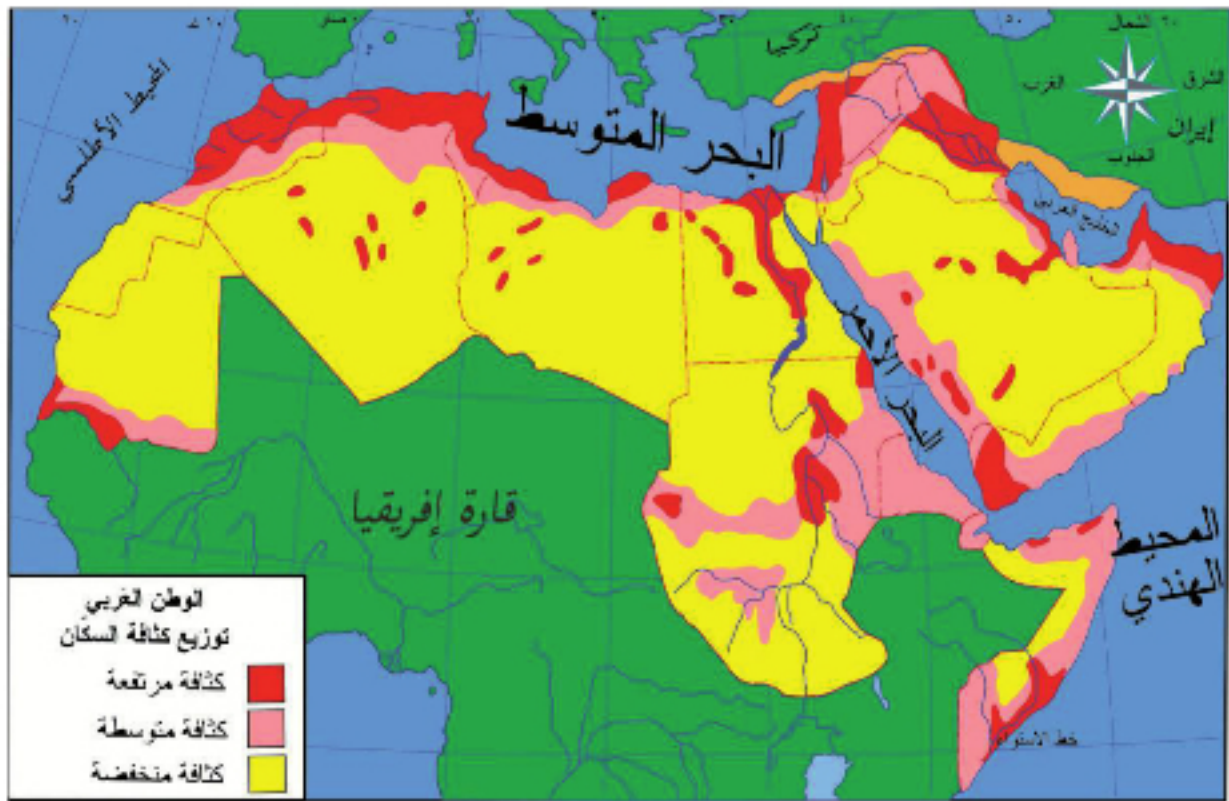 الشمال
الشرق
الغرب
الجنوب
تركيا
إيران
المحيط الأطلسي
البحر المتوسط
الخليج العربي
البحر الاحمر
قارة إفريقيا
المحيط
الهندي
خط الاستواء
الوطن العربي
توزيع كثافة السكان
كثافة مرتفعة
كثافة متوسطة
كثافة منخفضة